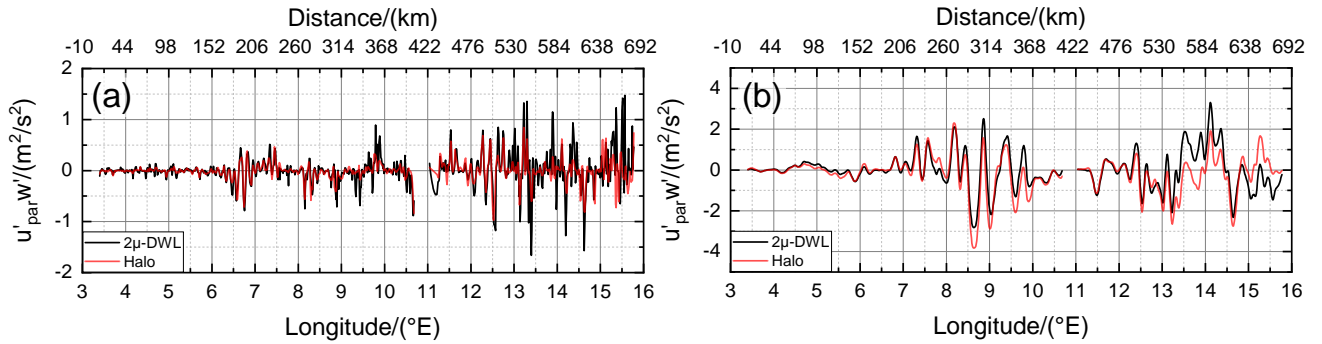 Distance/(km)
-10 44 98 152 206 260 314 368 422 476 530 584 638 692
2
1
0
-1
-2
u'parw'/(m²/s²)
(a)
2μ-DWL
Halo
3 4 5 6 7 8 9 10 11 12 13 14 15 16
Longitude/(°E)
Distance/(km)
-10 44 98 152 206 260 314 368 422 476 530 584 638 692
4
2
0
-2
-4
u'parw'/(m²/s²)
(b)
2μ-DWL
Halo
3 4 5 6 7 8 9 10 11 12 13 14 15 16
Longitude/(°E)